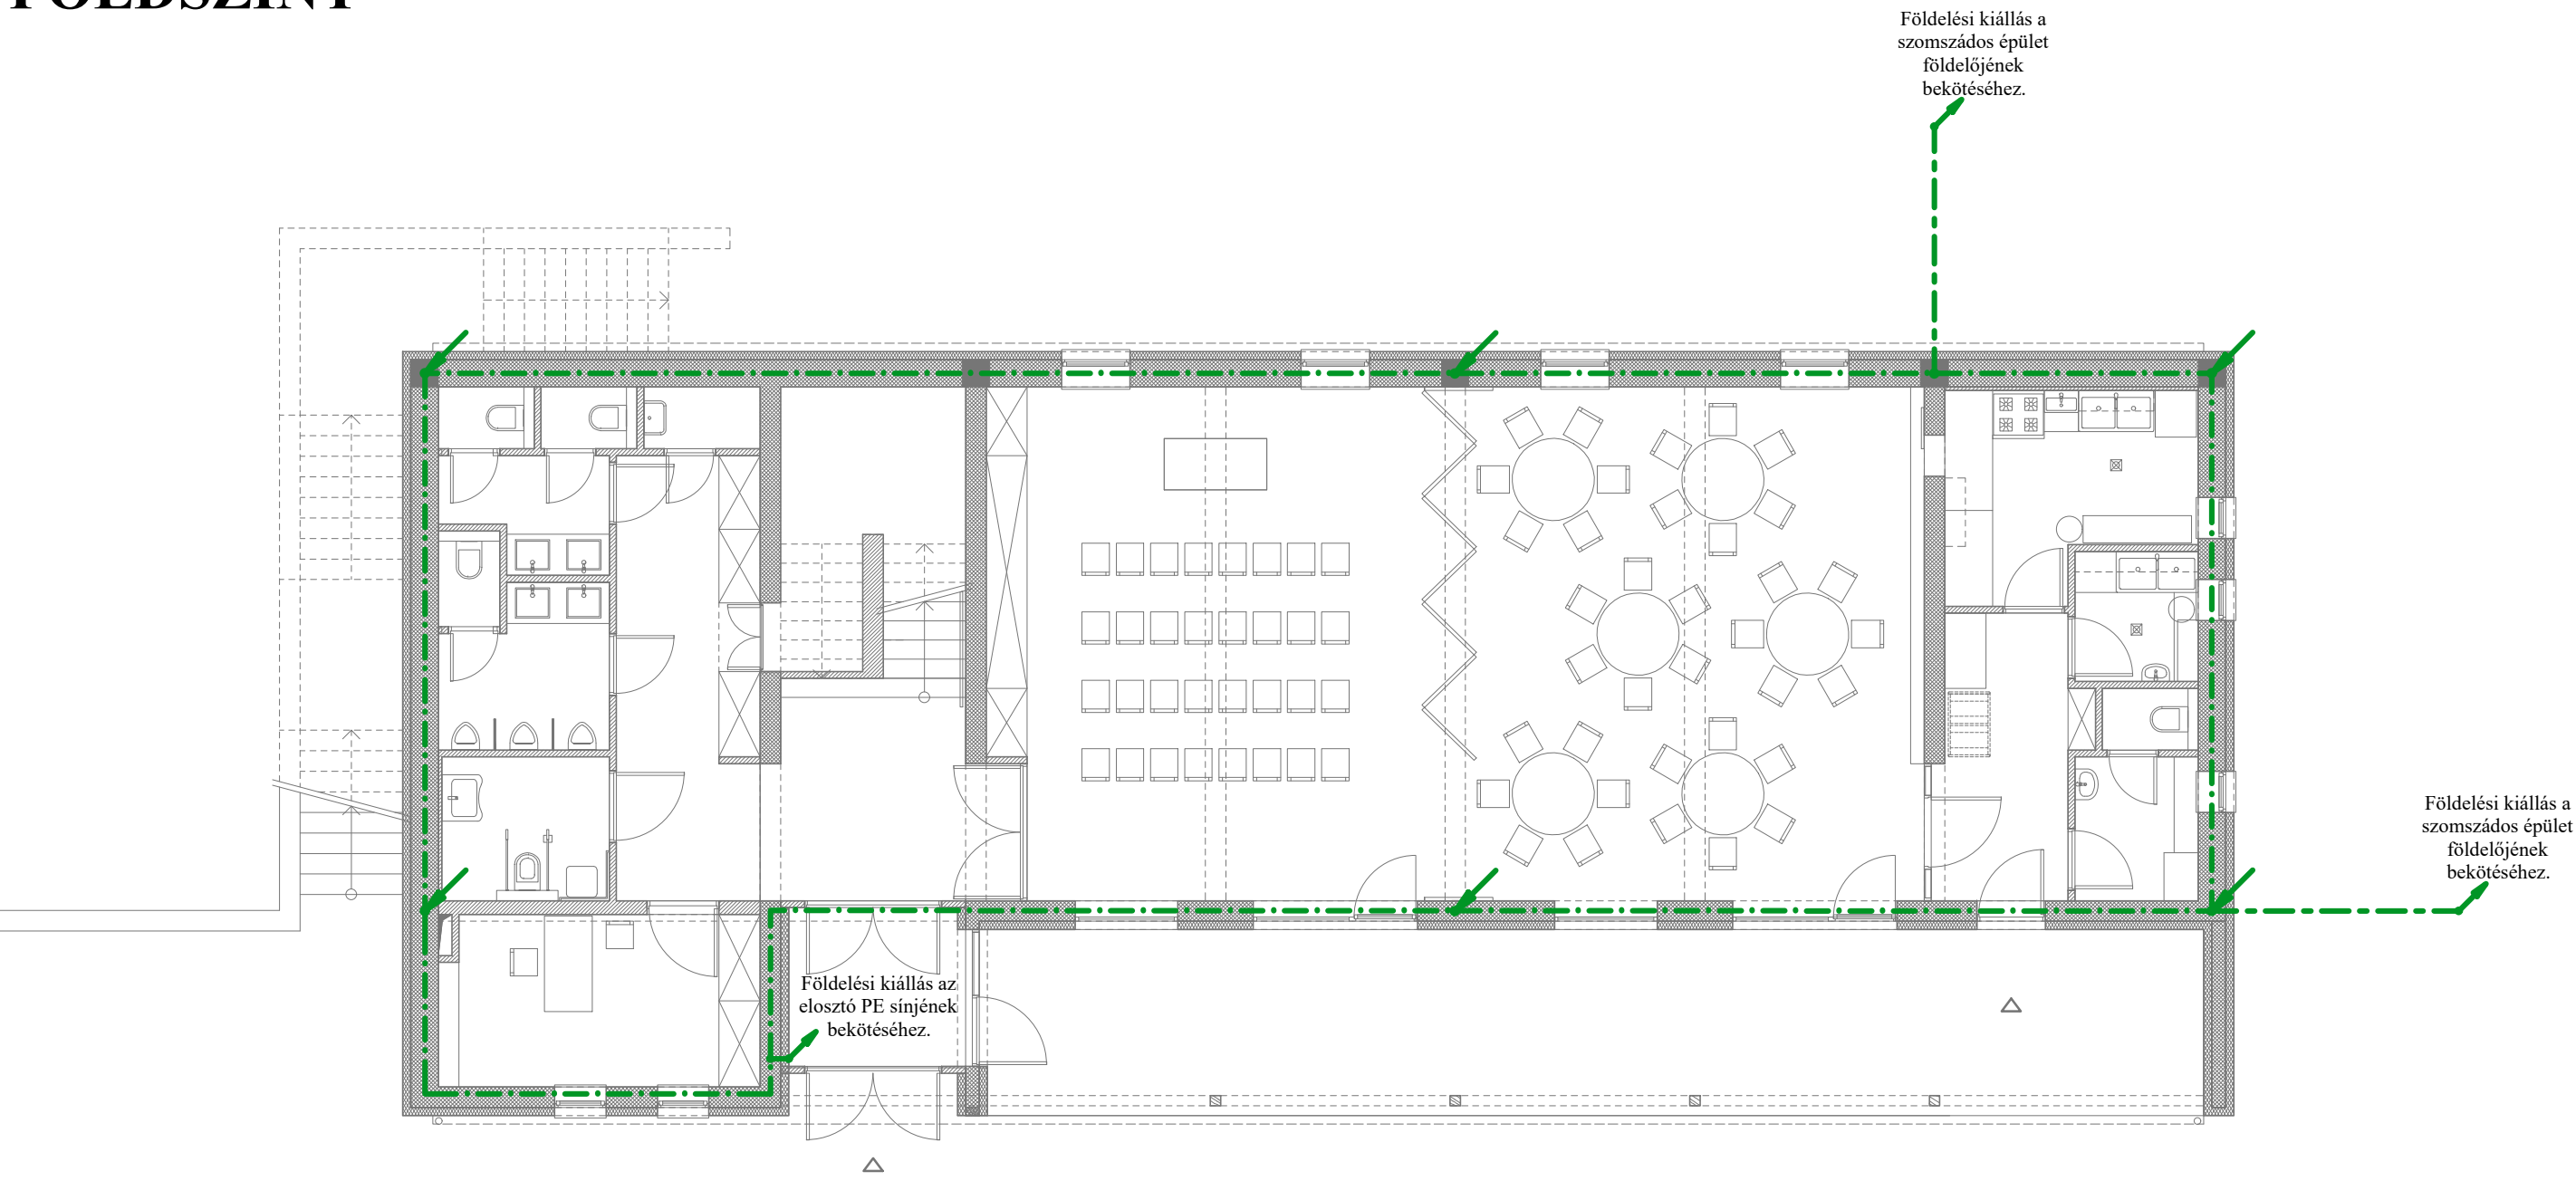 FÖLDSZINT
Földelési kiállás a
szomszádos épület
földelőjének
bekötéséhez.
Földelési kiállás a
szomszádos épület
földelőjének
bekötéséhez.
Földelési kiállás az
elosztó PE sínjének
bekötéséhez.